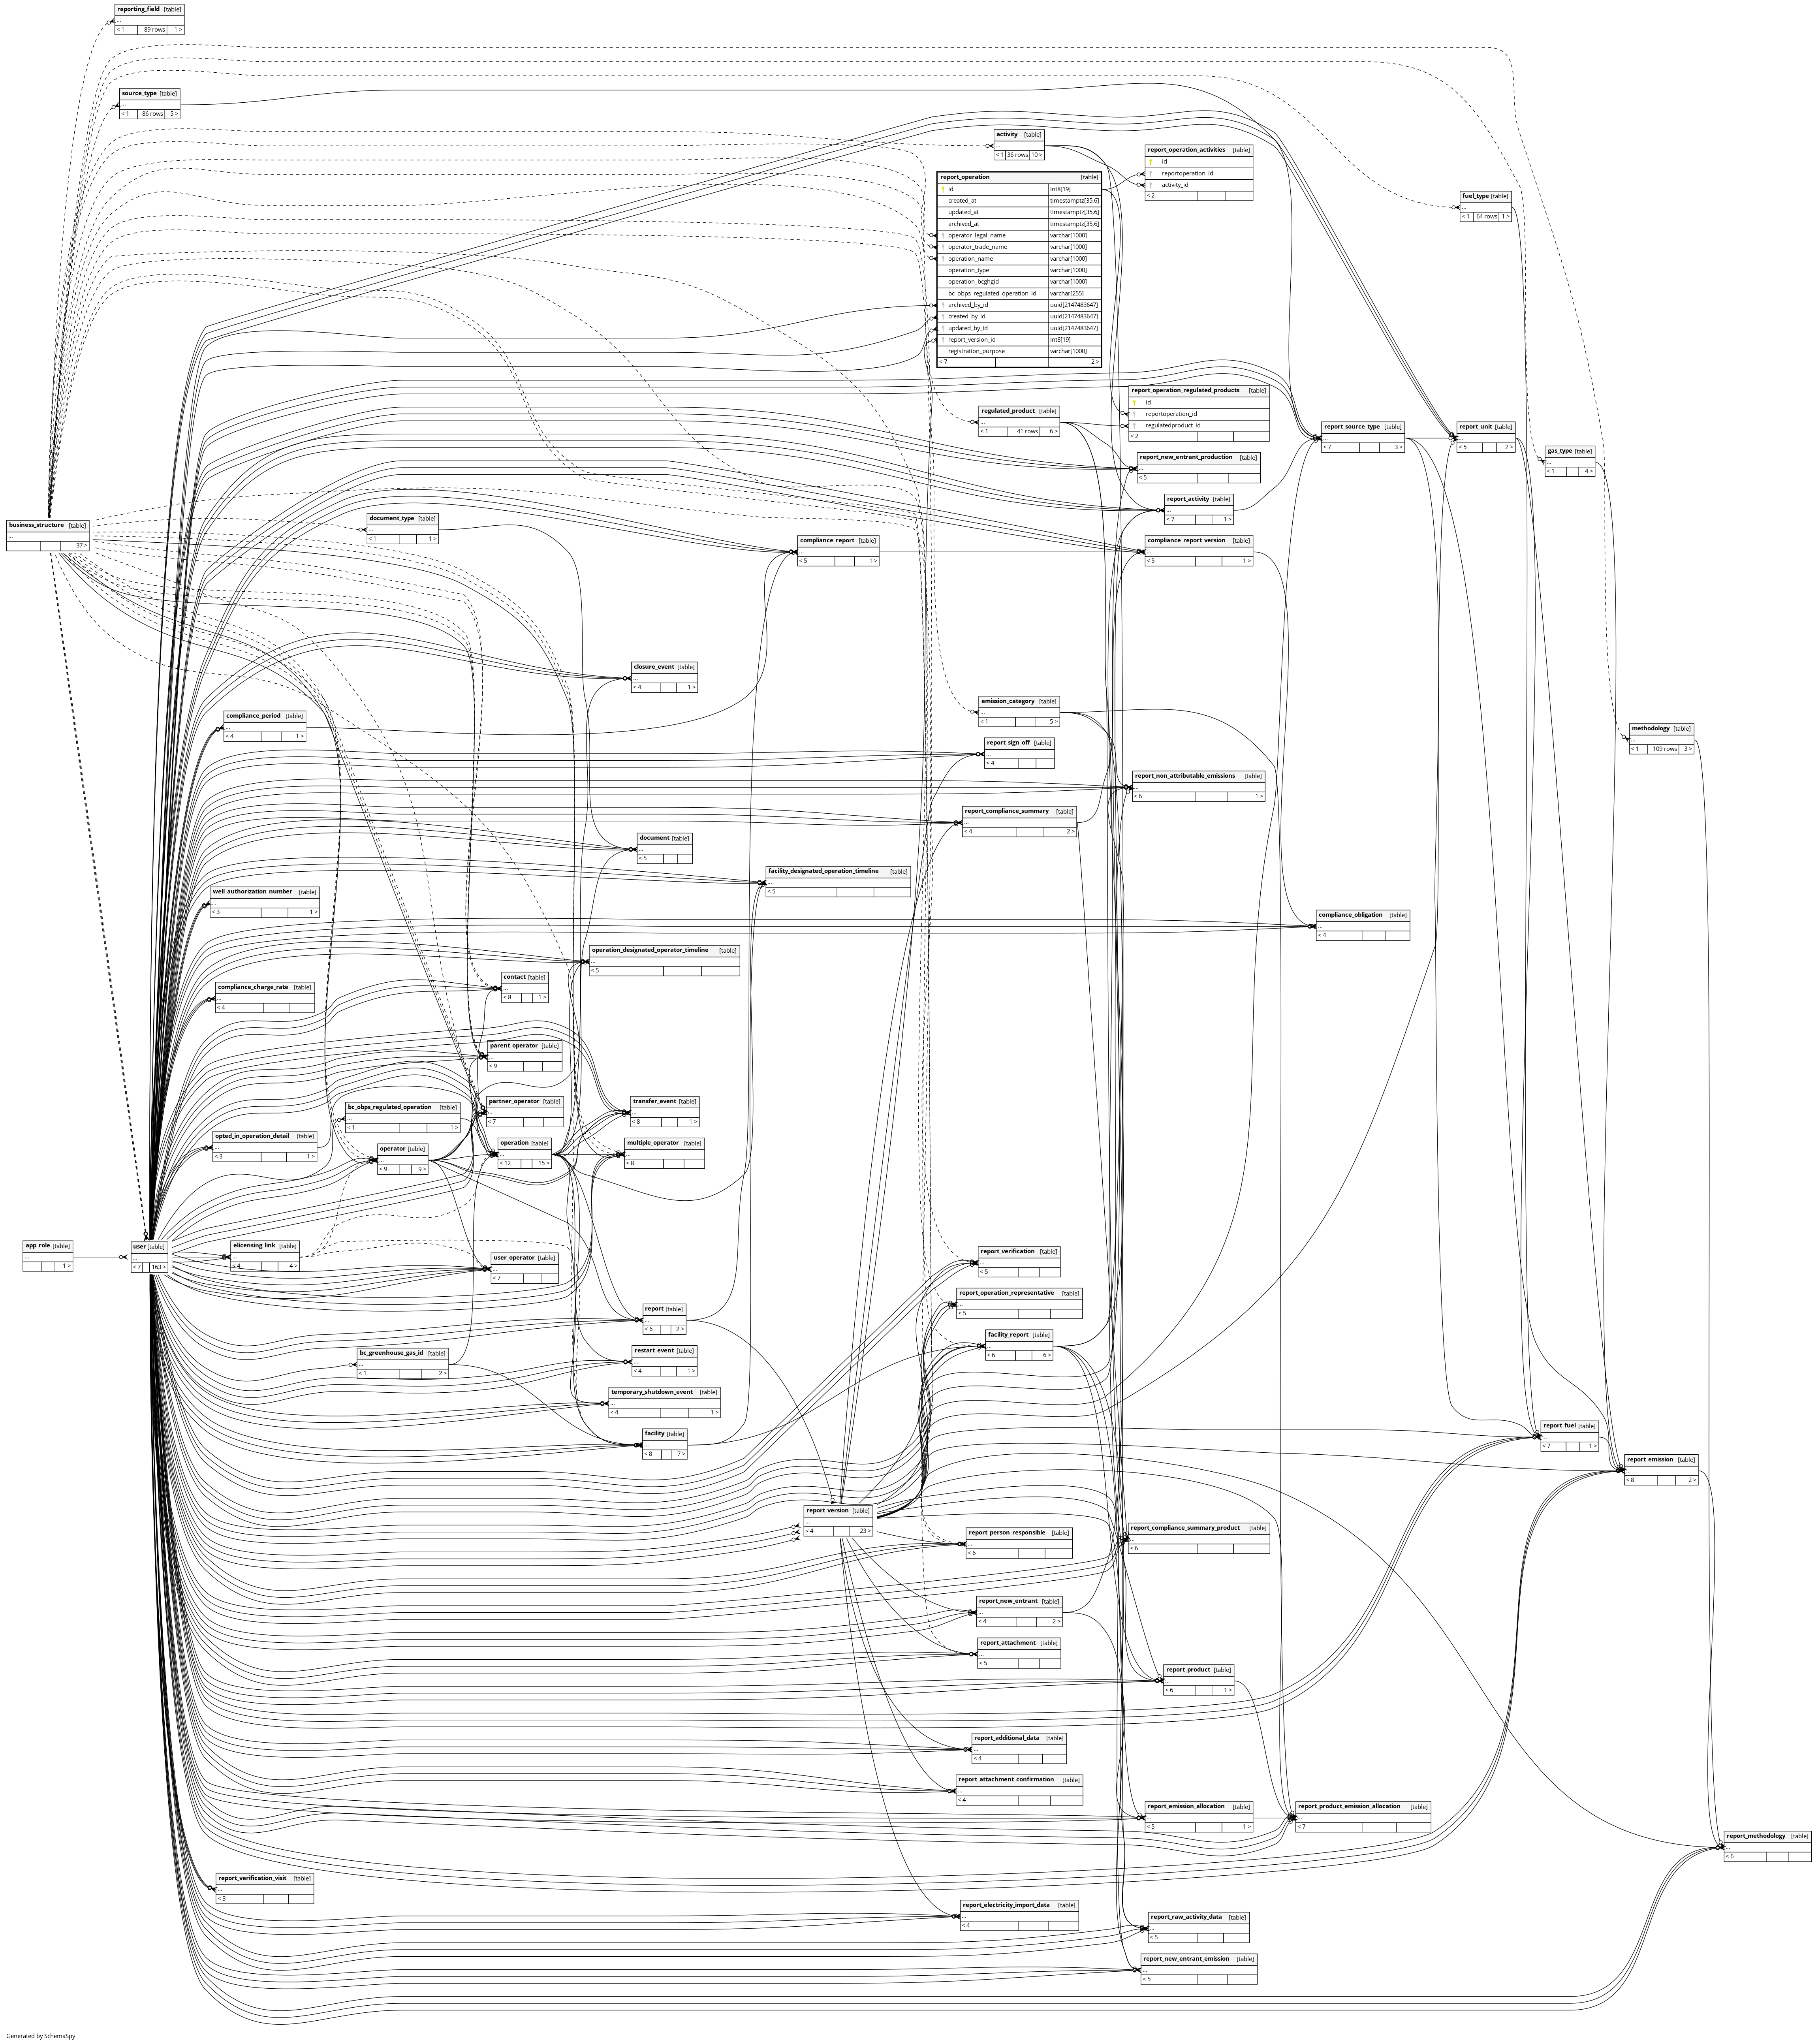 reporting_field [table]
...
< 1 89 rows 1 >
source_type [table]
...
< 1 86 rows 5 >
activity [table]
...
< 1 36 rows 10 >
report_operation_activities [table]
id
reportoperation_id
activity_id
< 2
report_operation [table]
id int8[19]
created_at timestamptz[35,6]
updated_at timestamptz[35,6]
archived_at timestamptz[35,6]
operator_legal_name varchar[1000]
operator_trade_name varchar[1000]
operation_name varchar[1000]
operation_type varchar[1000]
operation_bcghgid varchar[1000]
bc_obps_regulated_operation_id varchar[255]
archived_by_id uuid[2147483647]
created_by_id uuid[2147483647]
updated_by_id uuid[2147483647]
report_version_id int8[19]
registration_purpose varchar[1000]
< 7 2 >
fuel_type [table]
...
< 1 64 rows 1 >
report_operation_regulated_products [table]
id
reportoperation_id
regulatedproduct_id
< 2
regulated_product [table]
...
< 1 41 rows 6 >
report_source_type [table]
...
< 7 3 >
report_unit [table]
...
< 5 2 >
gas_type [table]
...
< 1 4 >
report_new_entrant_production [table]
...
< 5
report_activity [table]
...
< 7 1 >
business_structure [table]
...
37 >
document_type [table]
...
< 1 1 >
compliance_report [table]
...
< 5 1 >
compliance_report_version [table]
...
< 5 1 >
closure_event [table]
...
< 4 1 >
emission_category [table]
...
< 1 5 >
compliance_period [table]
...
< 4 1 >
methodology [table]
...
< 1 109 rows 3 >
report_sign_off [table]
...
< 4
report_non_attributable_emissions [table]
...
< 6 1 >
report_compliance_summary [table]
...
< 4 2 >
document [table]
...
< 5
facility_designated_operation_timeline [table]
...
< 5
well_authorization_number [table]
...
< 3 1 >
compliance_obligation [table]
...
< 4
operation_designated_operator_timeline [table]
...
< 5
contact [table]
...
< 8 1 >
compliance_charge_rate [table]
...
< 4
parent_operator [table]
...
< 9
partner_operator [table]
...
< 7
transfer_event [table]
...
< 8 1 >
bc_obps_regulated_operation [table]
...
< 1 1 >
opted_in_operation_detail [table]
...
< 3 1 >
operator [table]
...
< 9 9 >
operation [table]
...
< 12 15 >
multiple_operator [table]
...
< 8
app_role [table]
...
1 >
user [table]
...
< 7 163 >
elicensing_link [table]
...
< 4 4 >
user_operator [table]
...
< 7
report_verification [table]
...
< 5
report_operation_representative [table]
...
< 5
report [table]
...
< 6 2 >
facility_report [table]
...
< 6 6 >
bc_greenhouse_gas_id [table]
...
< 1 2 >
restart_event [table]
...
< 4 1 >
temporary_shutdown_event [table]
...
< 4 1 >
facility [table]
...
< 8 7 >
report_fuel [table]
...
< 7 1 >
report_emission [table]
...
< 8 2 >
report_version [table]
...
< 4 23 >
report_person_responsible [table]
...
< 6
report_compliance_summary_product [table]
...
< 6
report_new_entrant [table]
...
< 4 2 >
report_attachment [table]
...
< 5
report_product [table]
...
< 6 1 >
report_additional_data [table]
...
< 4
report_attachment_confirmation [table]
...
< 4
report_emission_allocation [table]
...
< 5 1 >
report_product_emission_allocation [table]
...
< 7
report_methodology [table]
...
< 6
report_verification_visit [table]
...
< 3
report_electricity_import_data [table]
...
< 4
report_raw_activity_data [table]
...
< 5
report_new_entrant_emission [table]
...
< 5
Generated by SchemaSpy